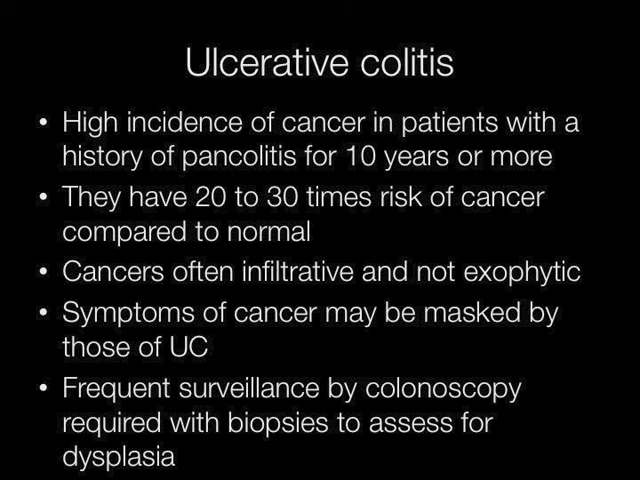 Ulcerative colitis
• High incidence of cancer in patients with a
history of pancolitis for 10 years or more
• They have 20 to 30 times risk of cancer
compared to normal
• Cancers often infiltrative and not exophytic
• Symptoms of cancer may be masked by
those of UC
• Frequent surveillance by colonoscopy
required with biopsies to assess for
dysplasia